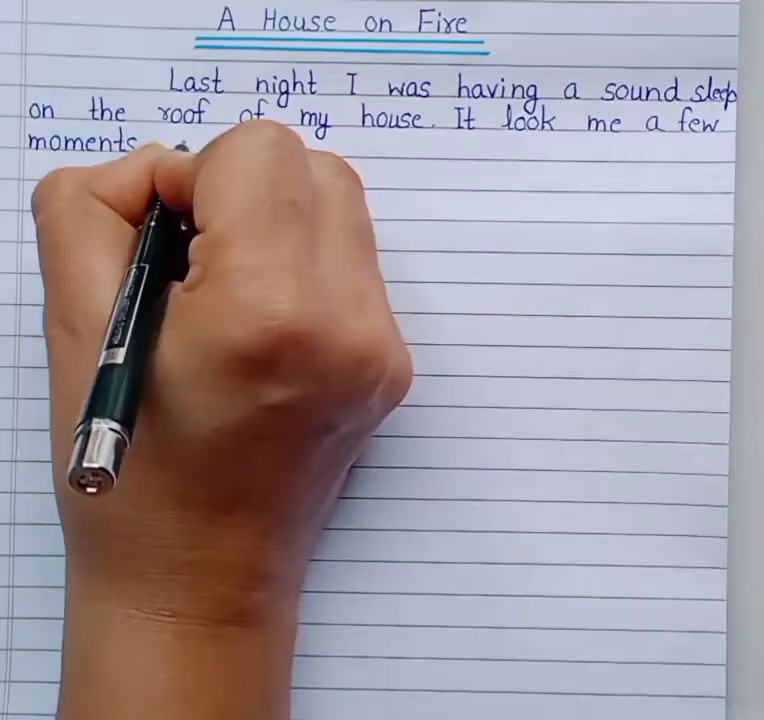 A House on Fire
Last night I was having a sound sleep
on the roof of my house. It look me a few
moments